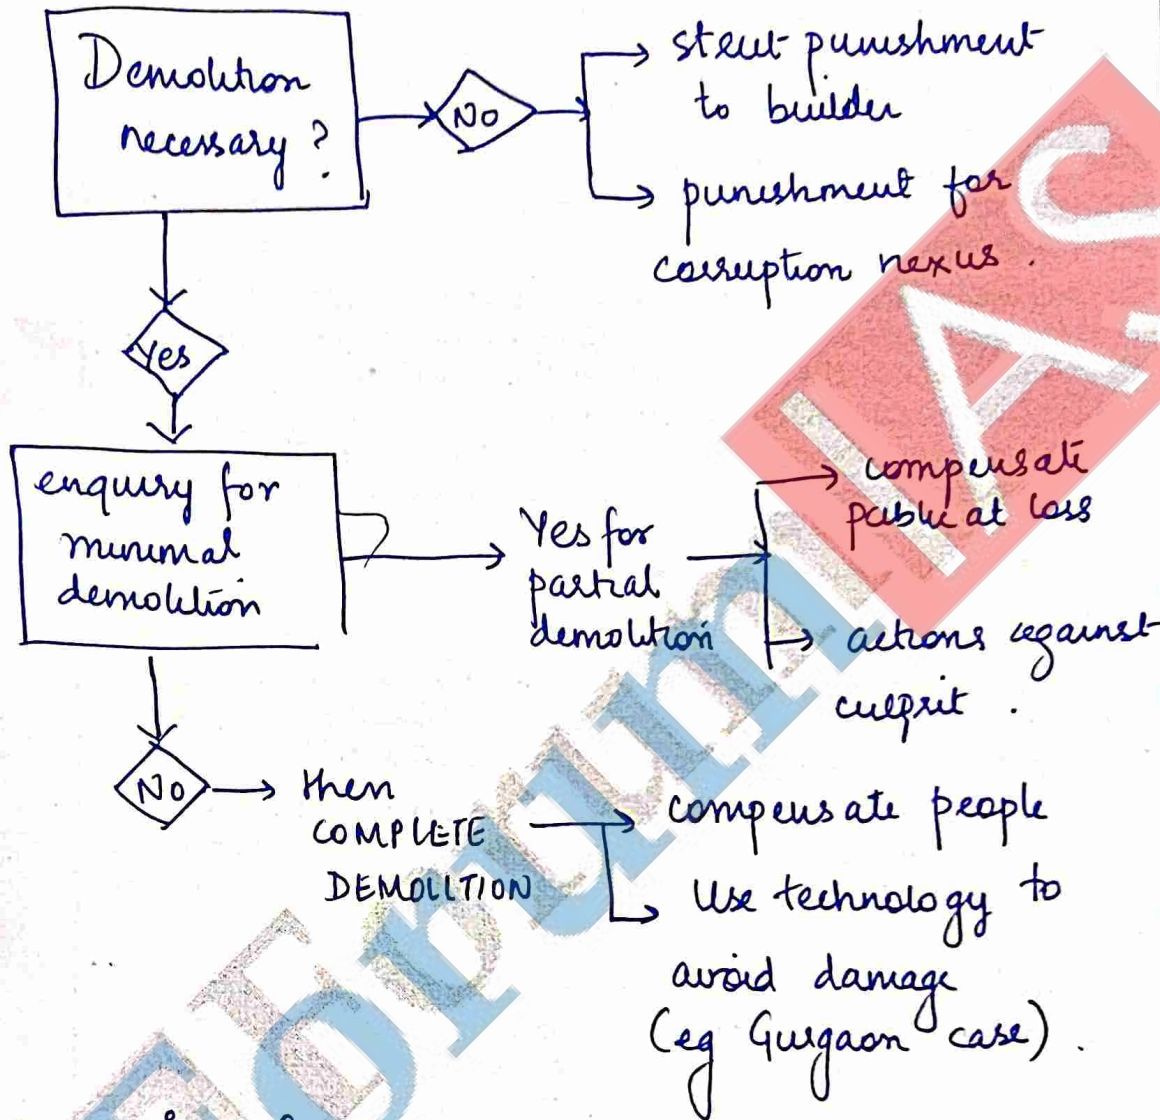 Demolition
necessary ?
No
strict punishment
to builder
punishment for
corruption nexus .
Yes
enquiry for
minimal
demolition
Yes for
partial
demolition
compensate
public at loss
actions against
culprit .
No
then
COMPLETE
DEMOLITION
compensate people
Use technology to
avoid damage
(eg Gurgaon case) .
Forum IAS